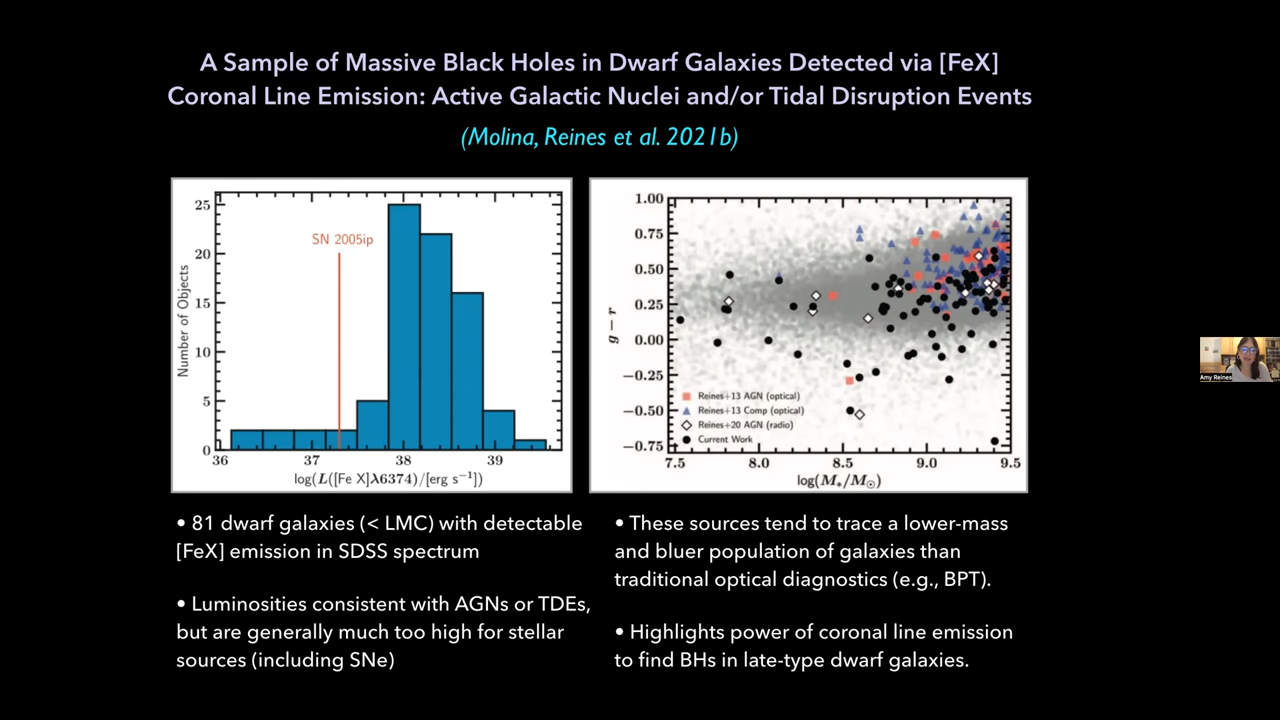 A Sample of Massive Black Holes in Dwarf Galaxies Detected via [FeX]
Coronal Line Emission: Active Galactic Nuclei and/or Tidal Disruption Events
(Molina, Reines et al. 2021b)
25
20
15
10
5
0
Number of Objects
SN 2005ip
36
37
38
39
log(L([Fe X]λ6374)/[erg s⁻¹])
1.00
0.75
0.50
0.25
0.00
−0.25
−0.50
−0.75
g − r
Reines+13 AGN (optical)
Reines+13 Comp (optical)
Reines+20 AGN (radio)
Current Work
7.5
8.0
8.5
9.0
9.5
log(M*/M⊙)
• 81 dwarf galaxies (< LMC) with detectable
[FeX] emission in SDSS spectrum
• Luminosities consistent with AGNs or TDEs,
but are generally much too high for stellar
sources (including SNe)
• These sources tend to trace a lower-mass
and bluer population of galaxies than
traditional optical diagnostics (e.g., BPT).
• Highlights power of coronal line emission
to find BHs in late-type dwarf galaxies.
Amy Reines